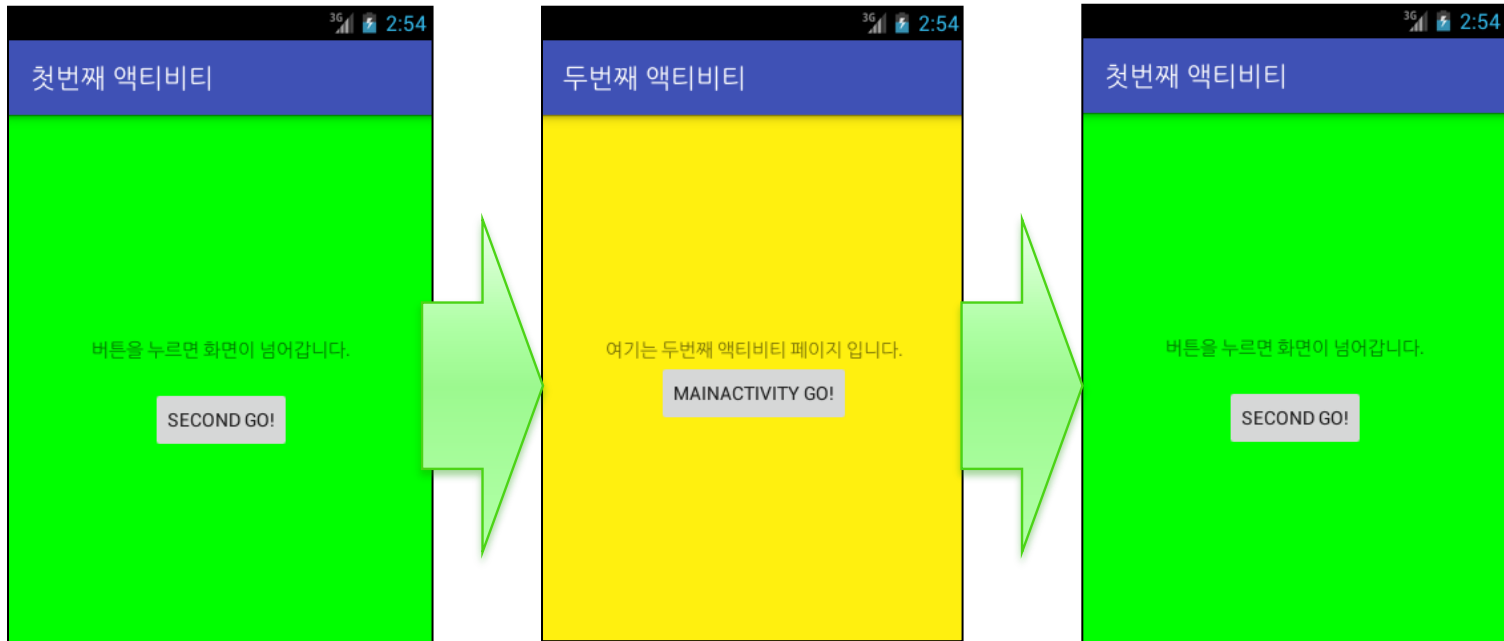 3G 2:54
첫번째 액티비티
버튼을 누르면 화면이 넘어갑니다.
SECOND GO!
3G 2:54
두번째 액티비티
여기는 두번째 액티비티 페이지 입니다.
MAINACTIVITY GO!
3G 2:54
첫번째 액티비티
버튼을 누르면 화면이 넘어갑니다.
SECOND GO!